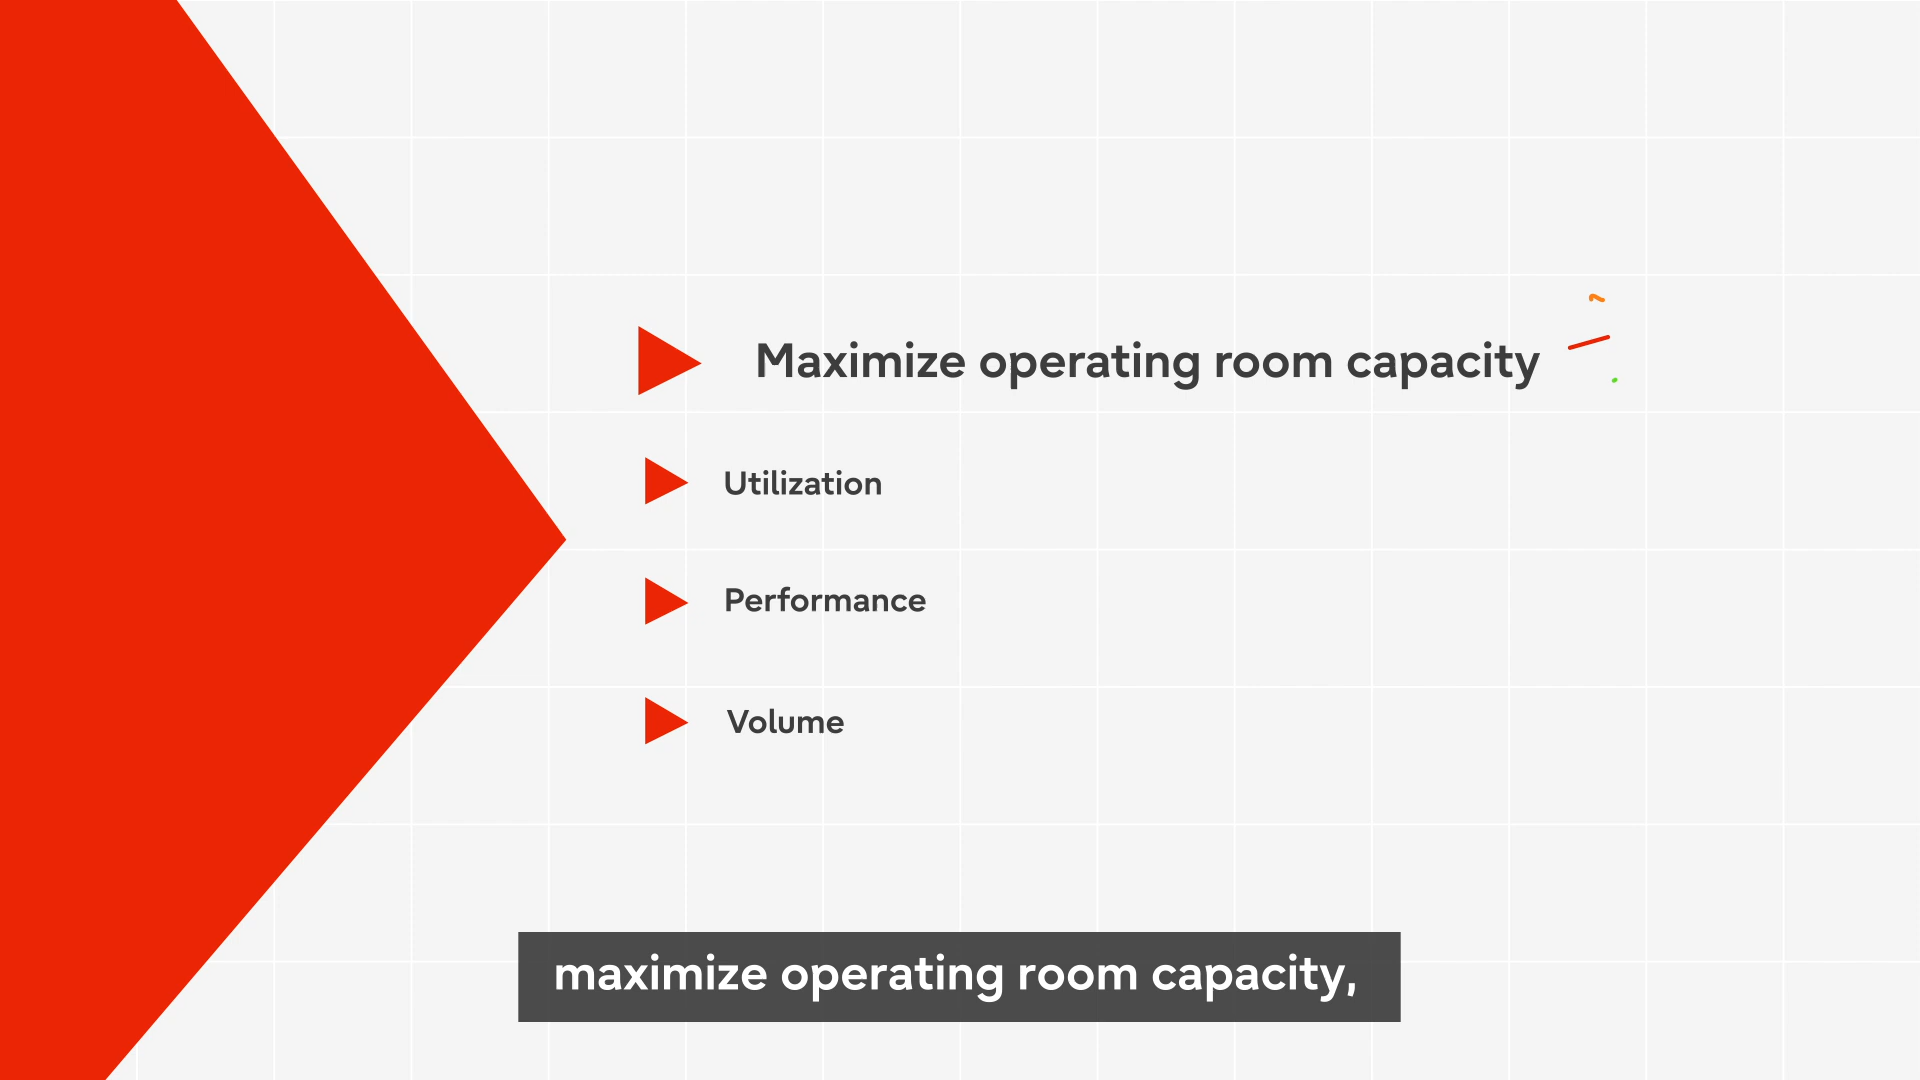 Maximize operating room capacity
Utilization
Performance
Volume
maximize operating room capacity,